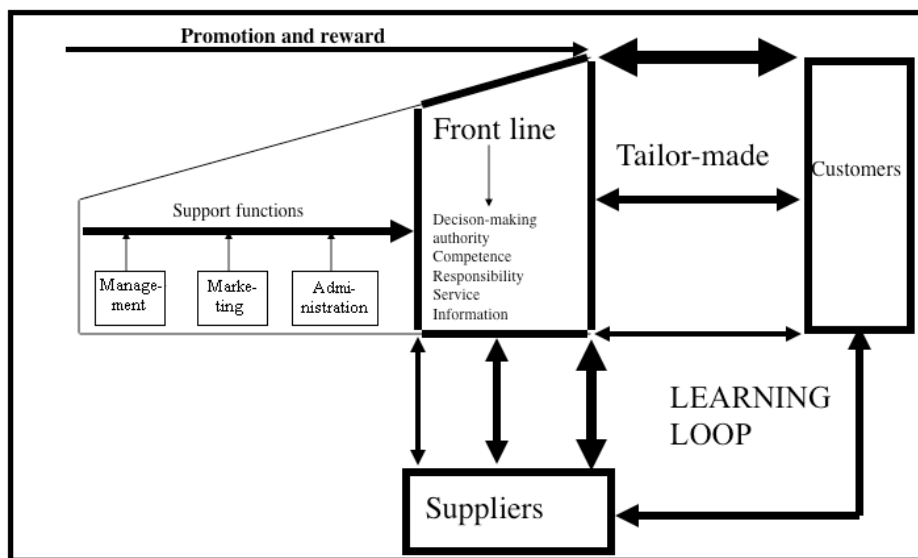 Promotion and reward
Front line
Tailor-made
Customers
Support functions
Decison-making
authority
Competence
Responsibility
Service
Information
Manage-
ment
Marke-
ting
Admi-
nistration
LEARNING
LOOP
Suppliers